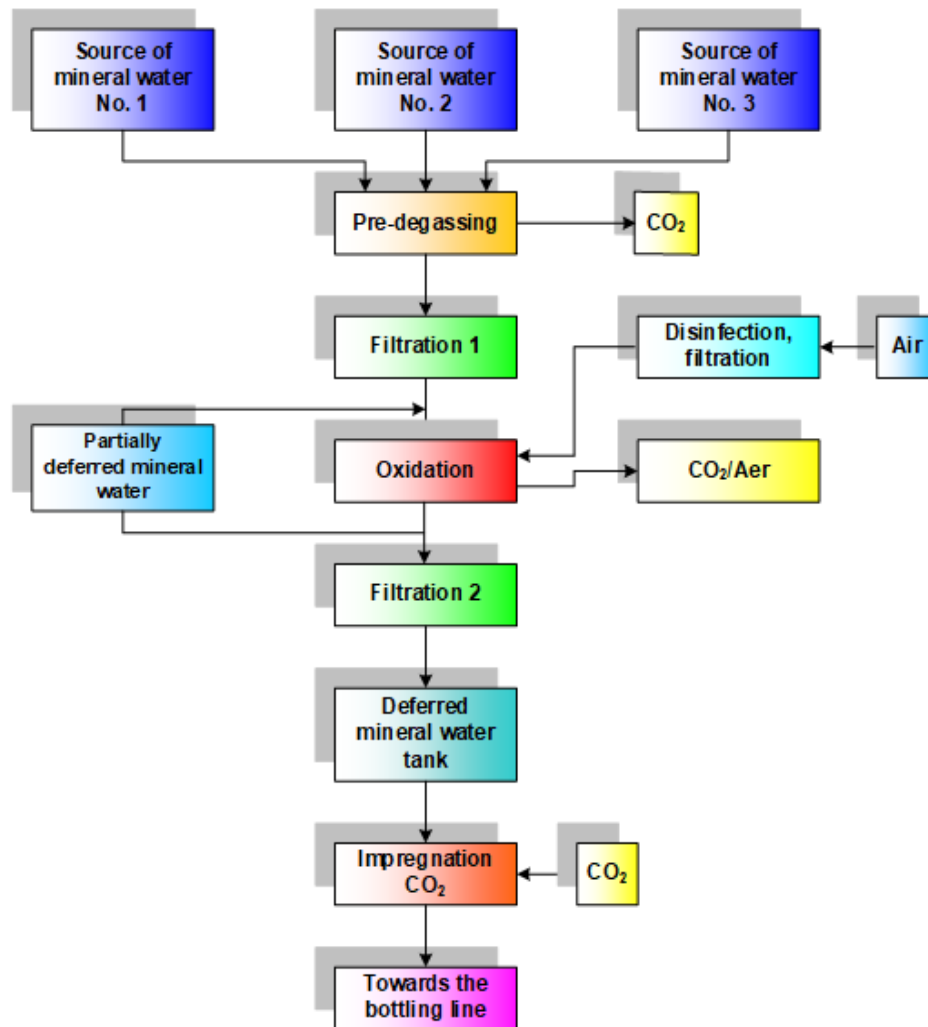 Source of
mineral water
No. 1
Source of
mineral water
No. 2
Source of
mineral water
No. 3
Pre-degassing
CO₂
Filtration 1
Disinfection,
filtration
Air
Partially
deferred mineral
water
Oxidation
CO₂/Aer
Filtration 2
Deferred
mineral water
tank
Impregnation
CO₂
CO₂
Towards the
bottling line